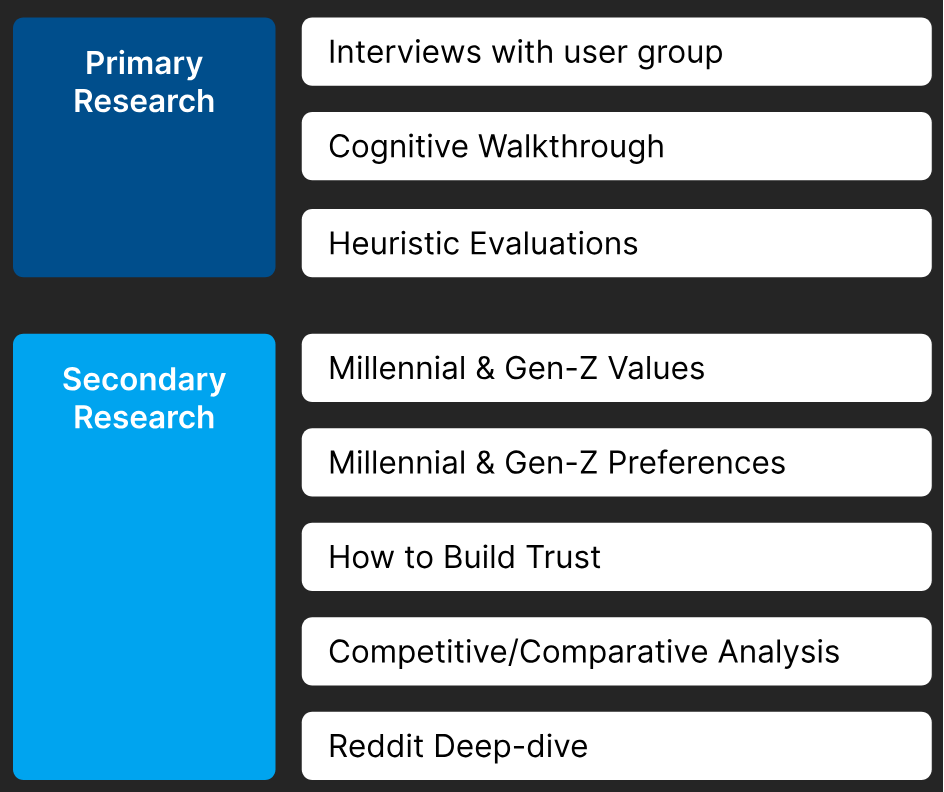 Primary
Research
Interviews with user group
Cognitive Walkthrough
Heuristic Evaluations
Secondary
Research
Millennial & Gen-Z Values
Millennial & Gen-Z Preferences
How to Build Trust
Competitive/Comparative Analysis
Reddit Deep-dive